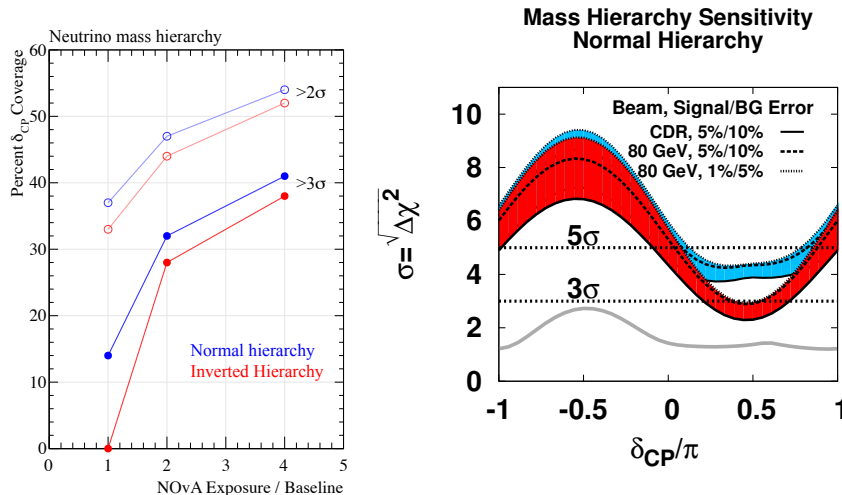 Neutrino mass hierarchy
Percent δCP Coverage
60
50
40
30
20
10
0
>2σ
>3σ
Normal hierarchy
Inverted Hierarchy
0 1 2 3 4 5
NOνA Exposure / Baseline
Mass Hierarchy Sensitivity
Normal Hierarchy
σ=√Δχ²
10
8
6
4
2
0
Beam, Signal/BG Error
CDR, 5%/10%
80 GeV, 5%/10%
80 GeV, 1%/5%
5σ
3σ
-1 -0.5 0 0.5 1
δCP/π